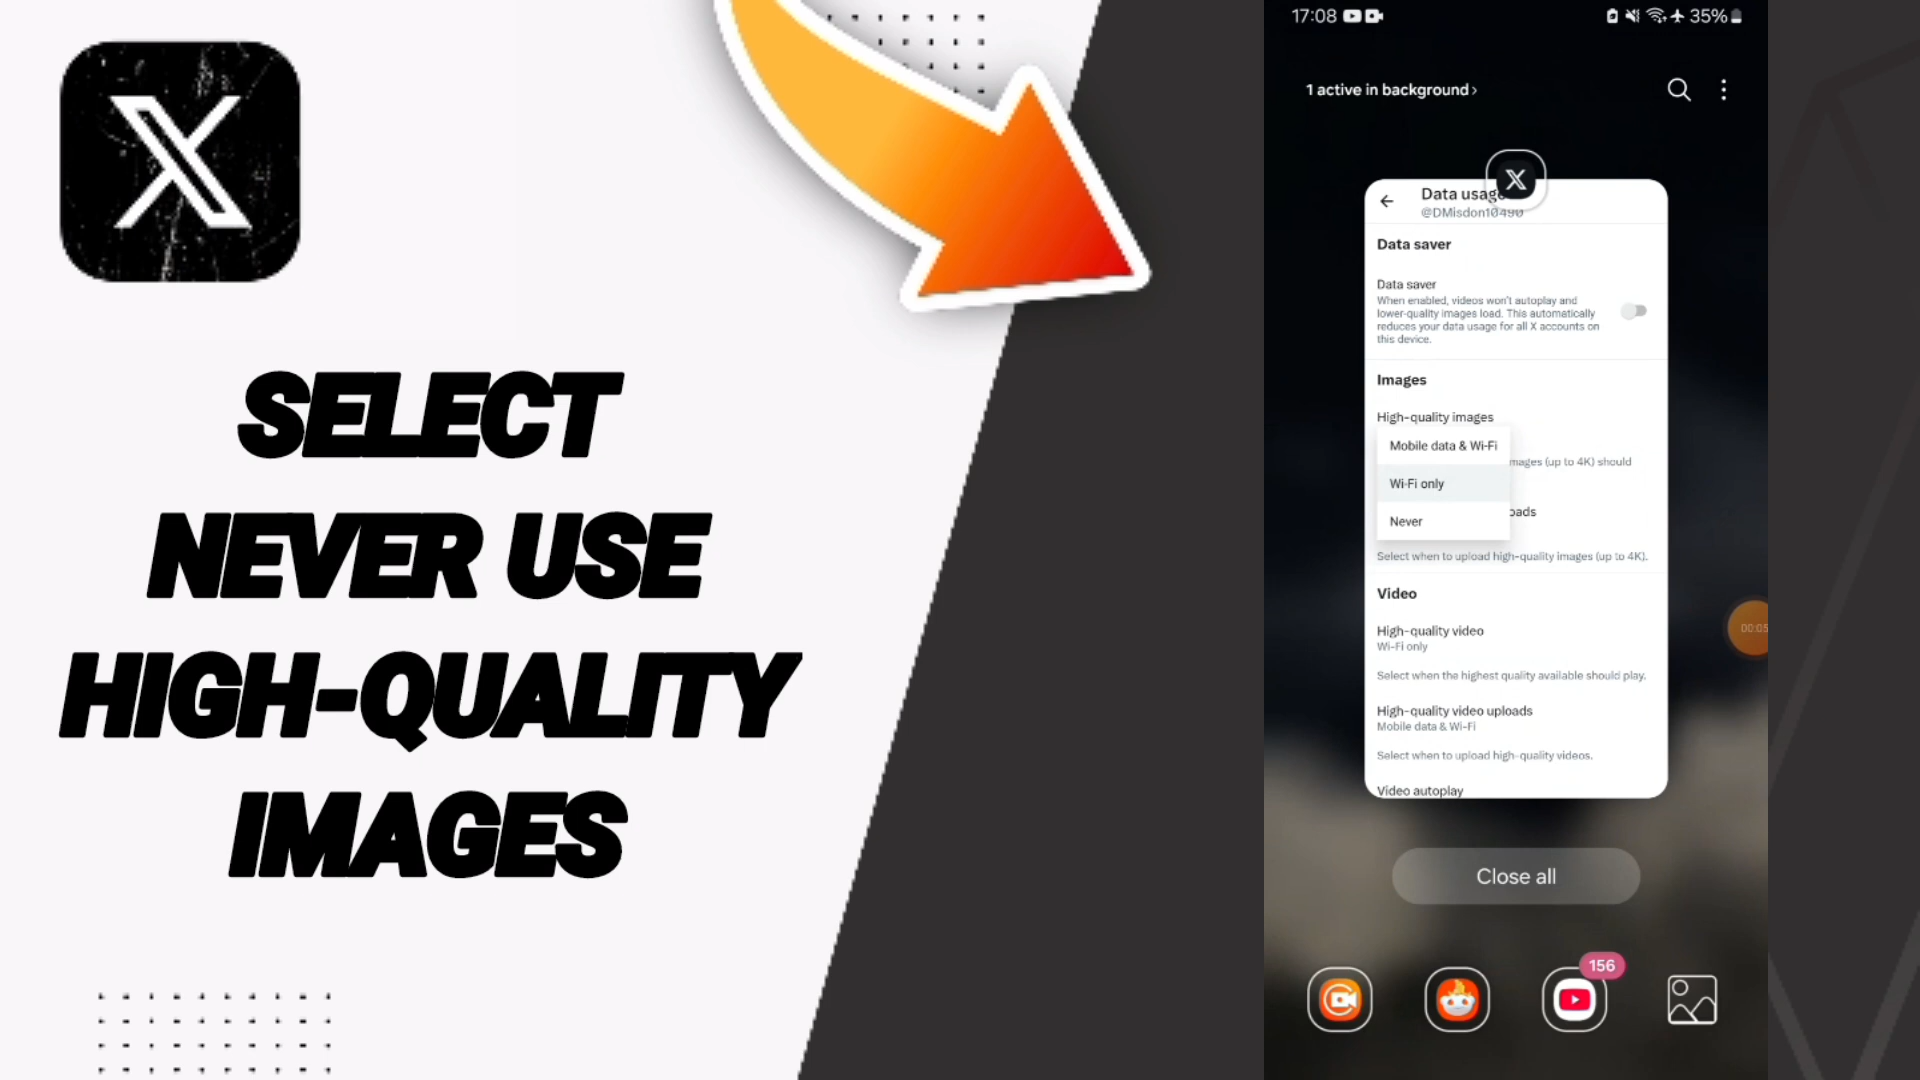 SELECT
NEVER USE
HIGH-QUALITY
IMAGES
17:08
35%
1 active in background ›
Data usage
@DMisdon10490
Data saver
Data saver
When enabled, videos won't autoplay and
lower-quality images load. This automatically
reduces your data usage for all X accounts on
this device.
Images
High-quality images
Mobile data & Wi-Fi
mages (up to 4K) should
Wi-Fi only
oads
Never
Select when to upload high-quality images (up to 4K).
Video
High-quality video
Wi-Fi only
Select when the highest quality available should play.
High-quality video uploads
Mobile data & Wi-Fi
Select when to upload high-quality videos.
Video autoplay
00:05
Close all
156